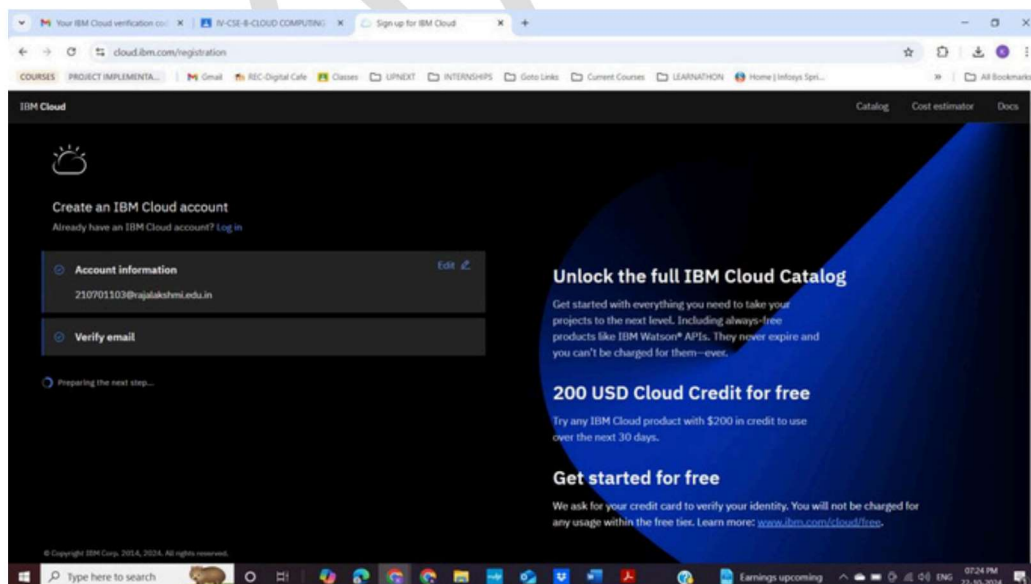 Your IBM Cloud verification cod
IV-CSE-B-CLOUD COMPUTING
Sign up for IBM Cloud
cloud.ibm.com/registration
COURSES
PROJECT IMPLEMENTA...
Gmail
REC-Digital Cafe
Classes
UPNEXT
INTERNSHIPS
Goto Links
Current Courses
LEARNATHON
Home | Infosys Spri...
All Bookmarks
IBM Cloud
Catalog
Cost estimator
Docs
Create an IBM Cloud account
Already have an IBM Cloud account? Log in
Account information
Edit
210701103@rajalakshmi.edu.in
Verify email
Preparing the next step...
Unlock the full IBM Cloud Catalog
Get started with everything you need to take your
projects to the next level. Including always-free
products like IBM Watson® APIs. They never expire and
you can't be charged for them—ever.
200 USD Cloud Credit for free
Try any IBM Cloud product with $200 in credit to use
over the next 30 days.
Get started for free
We ask for your credit card to verify your identity. You will not be charged for
any usage within the free tier. Learn more: www.ibm.com/cloud/free.
© Copyright IBM Corp. 2014, 2024. All rights reserved.
Type here to search
Earnings upcoming
ENG
07:24 PM
22-10-2024